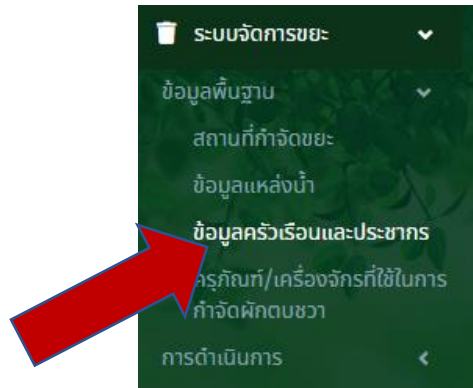 ระบบจัดการขยะ
ข้อมูลพื้นฐาน
สถานที่กำจัดขยะ
ข้อมูลแหล่งน้ำ
ข้อมูลครัวเรือนและประชากร
ครุภัณฑ์/เครื่องจักรที่ใช้ในการ
กำจัดผักตบชวา
การดำเนินการ